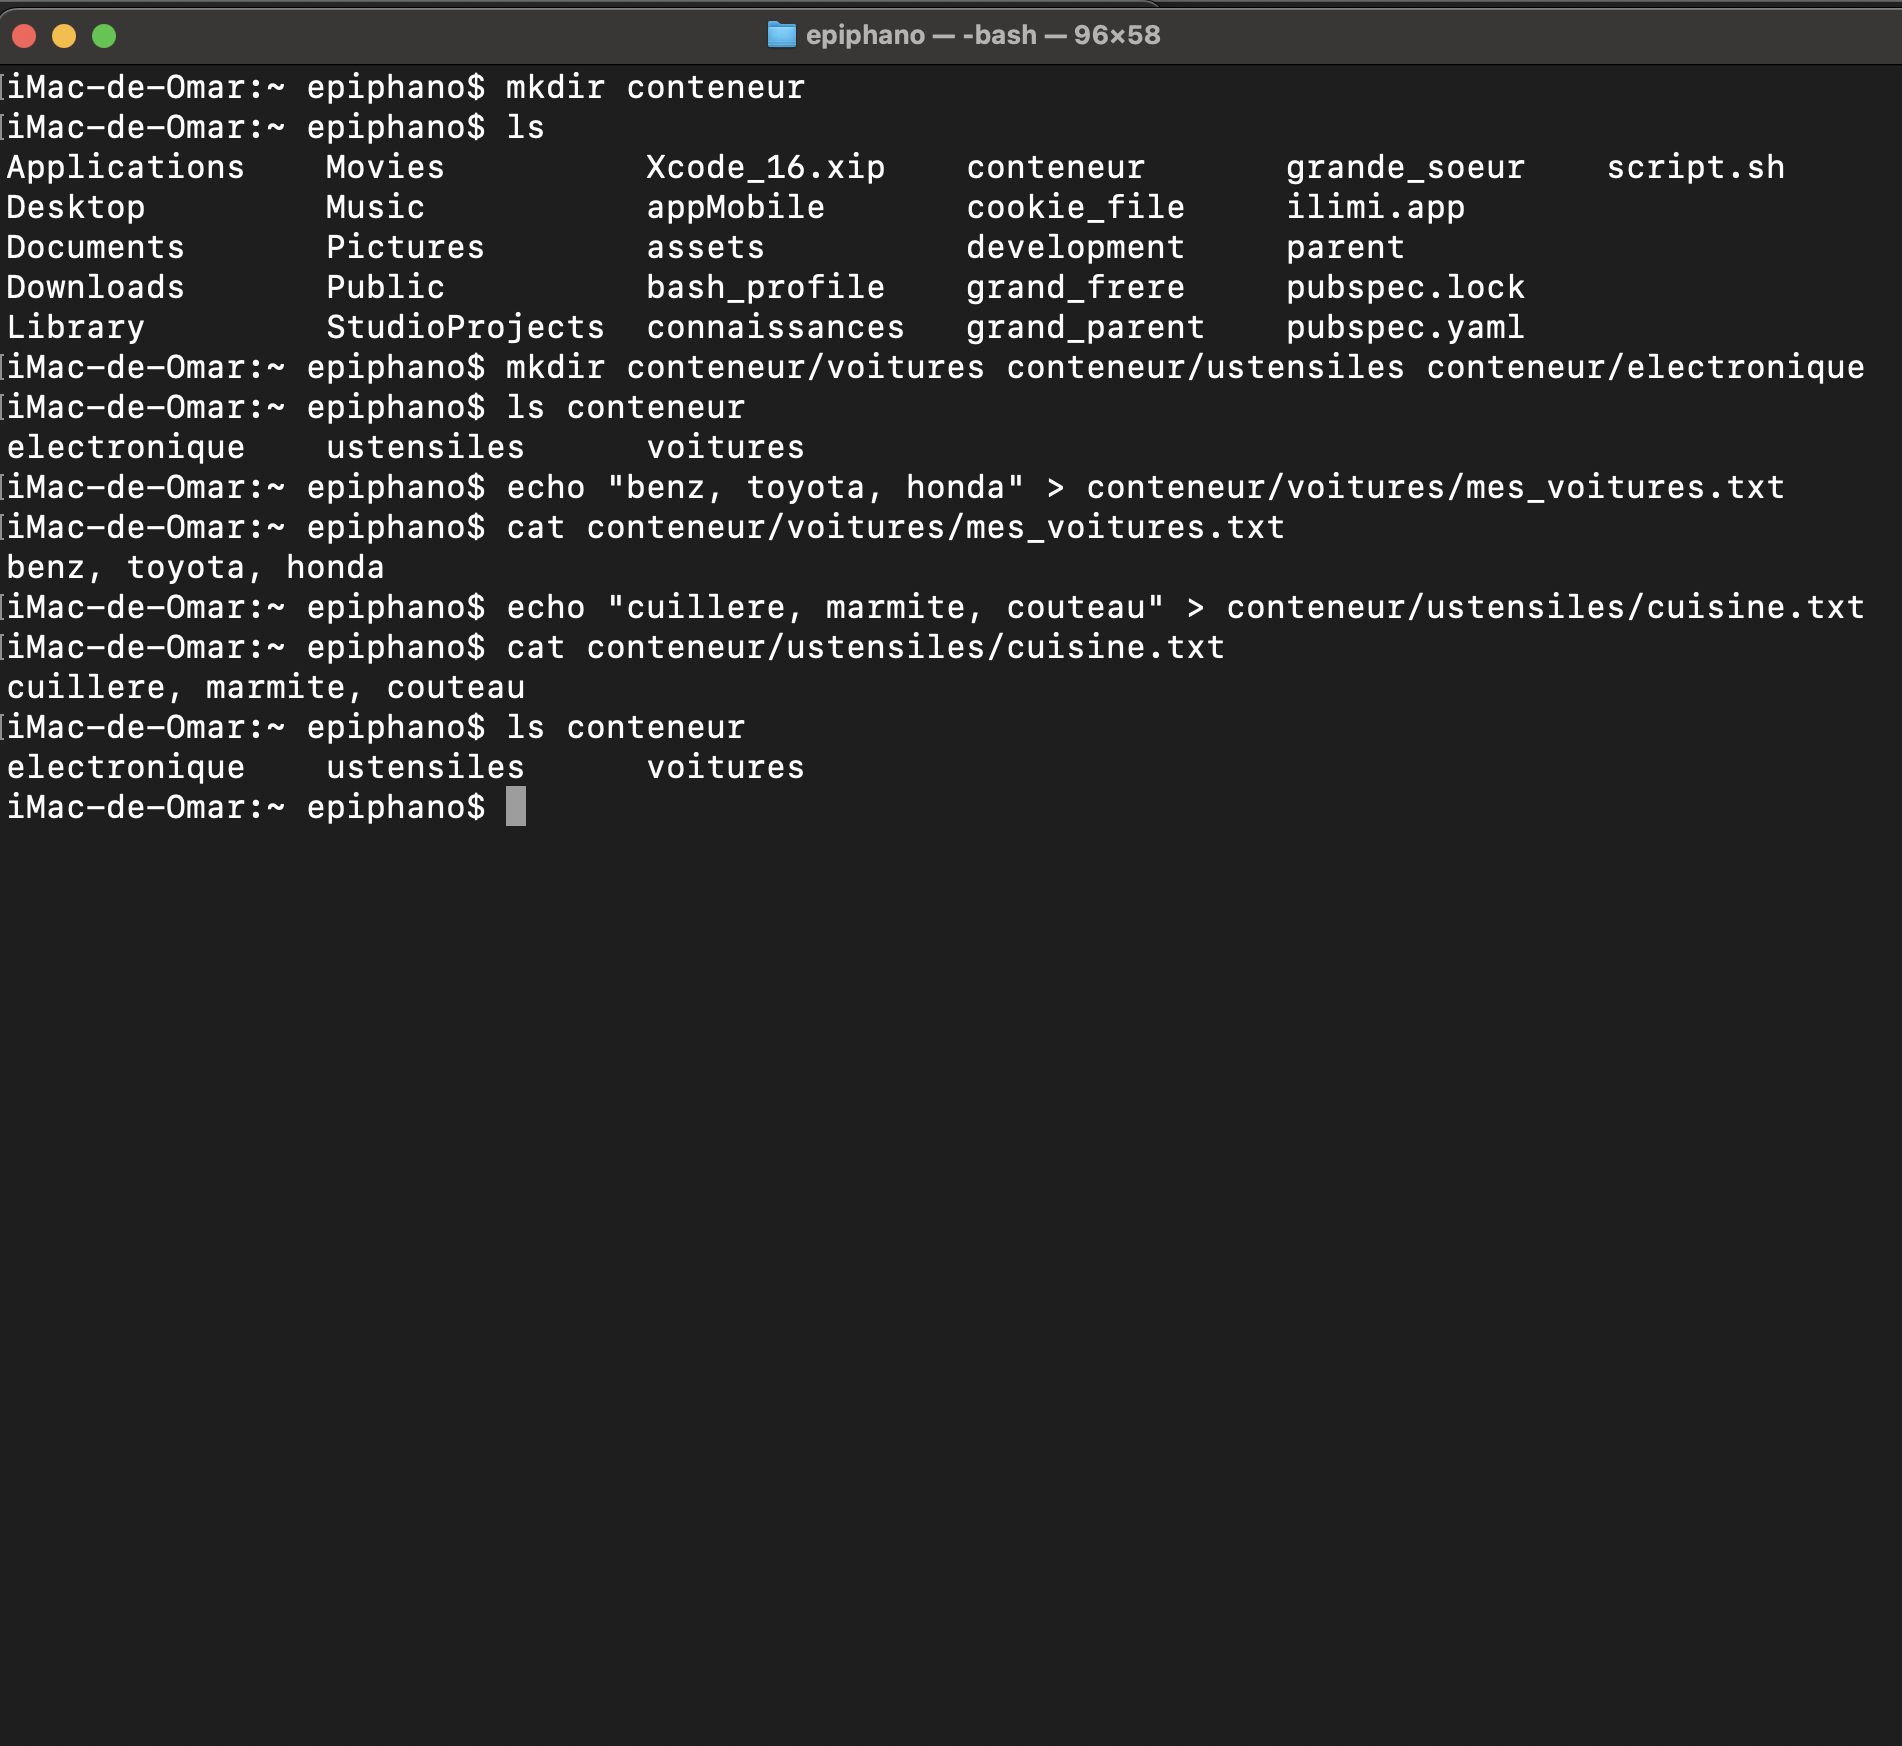 epiphano — -bash — 96×58
iMac-de-Omar:~ epiphano$ mkdir conteneur
iMac-de-Omar:~ epiphano$ ls
Applications    Movies          Xcode_16.xip    conteneur       grande_soeur    script.sh
Desktop         Music           appMobile       cookie_file     ilimi.app
Documents       Pictures        assets          development     parent
Downloads       Public          bash_profile    grand_frere     pubspec.lock
Library         StudioProjects  connaissances   grand_parent    pubspec.yaml
iMac-de-Omar:~ epiphano$ mkdir conteneur/voitures conteneur/ustensiles conteneur/electronique
iMac-de-Omar:~ epiphano$ ls conteneur
electronique    ustensiles      voitures
iMac-de-Omar:~ epiphano$ echo "benz, toyota, honda" > conteneur/voitures/mes_voitures.txt
iMac-de-Omar:~ epiphano$ cat conteneur/voitures/mes_voitures.txt
benz, toyota, honda
iMac-de-Omar:~ epiphano$ echo "cuillere, marmite, couteau" > conteneur/ustensiles/cuisine.txt
iMac-de-Omar:~ epiphano$ cat conteneur/ustensiles/cuisine.txt
cuillere, marmite, couteau
iMac-de-Omar:~ epiphano$ ls conteneur
electronique    ustensiles      voitures
iMac-de-Omar:~ epiphano$